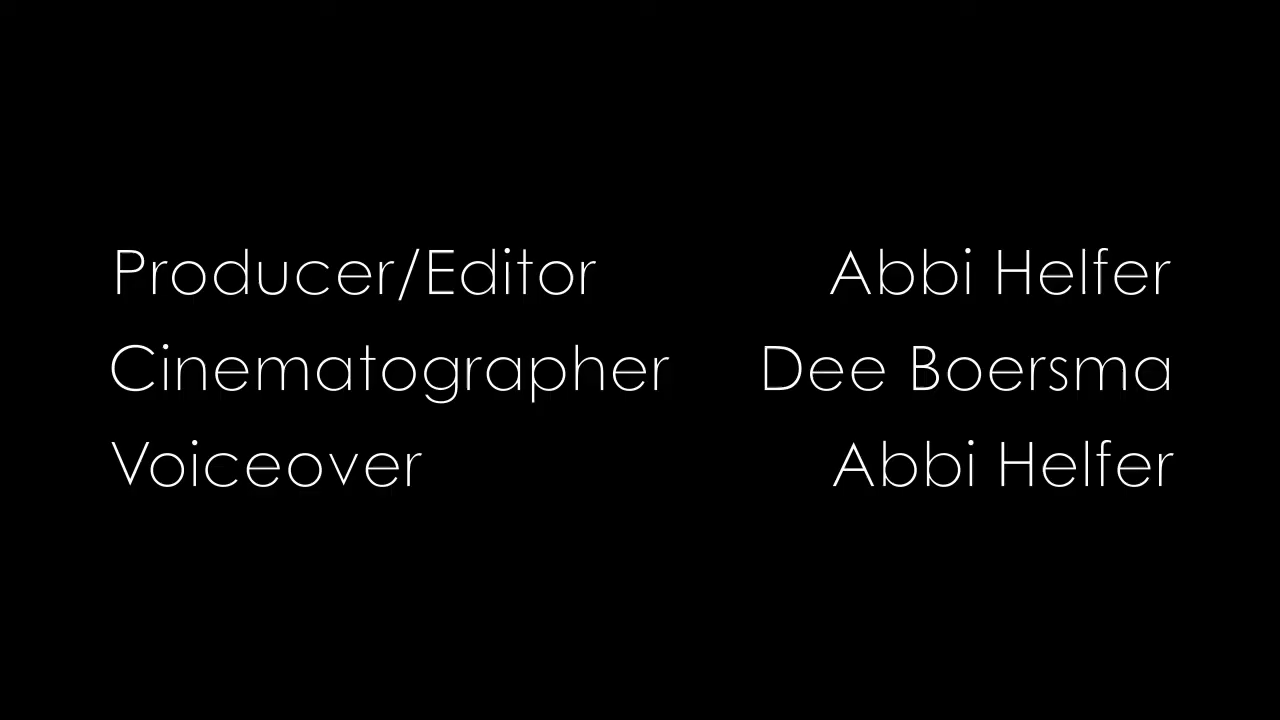 Producer/Editor Abbi Helfer
Cinematographer Dee Boersma
Voiceover Abbi Helfer